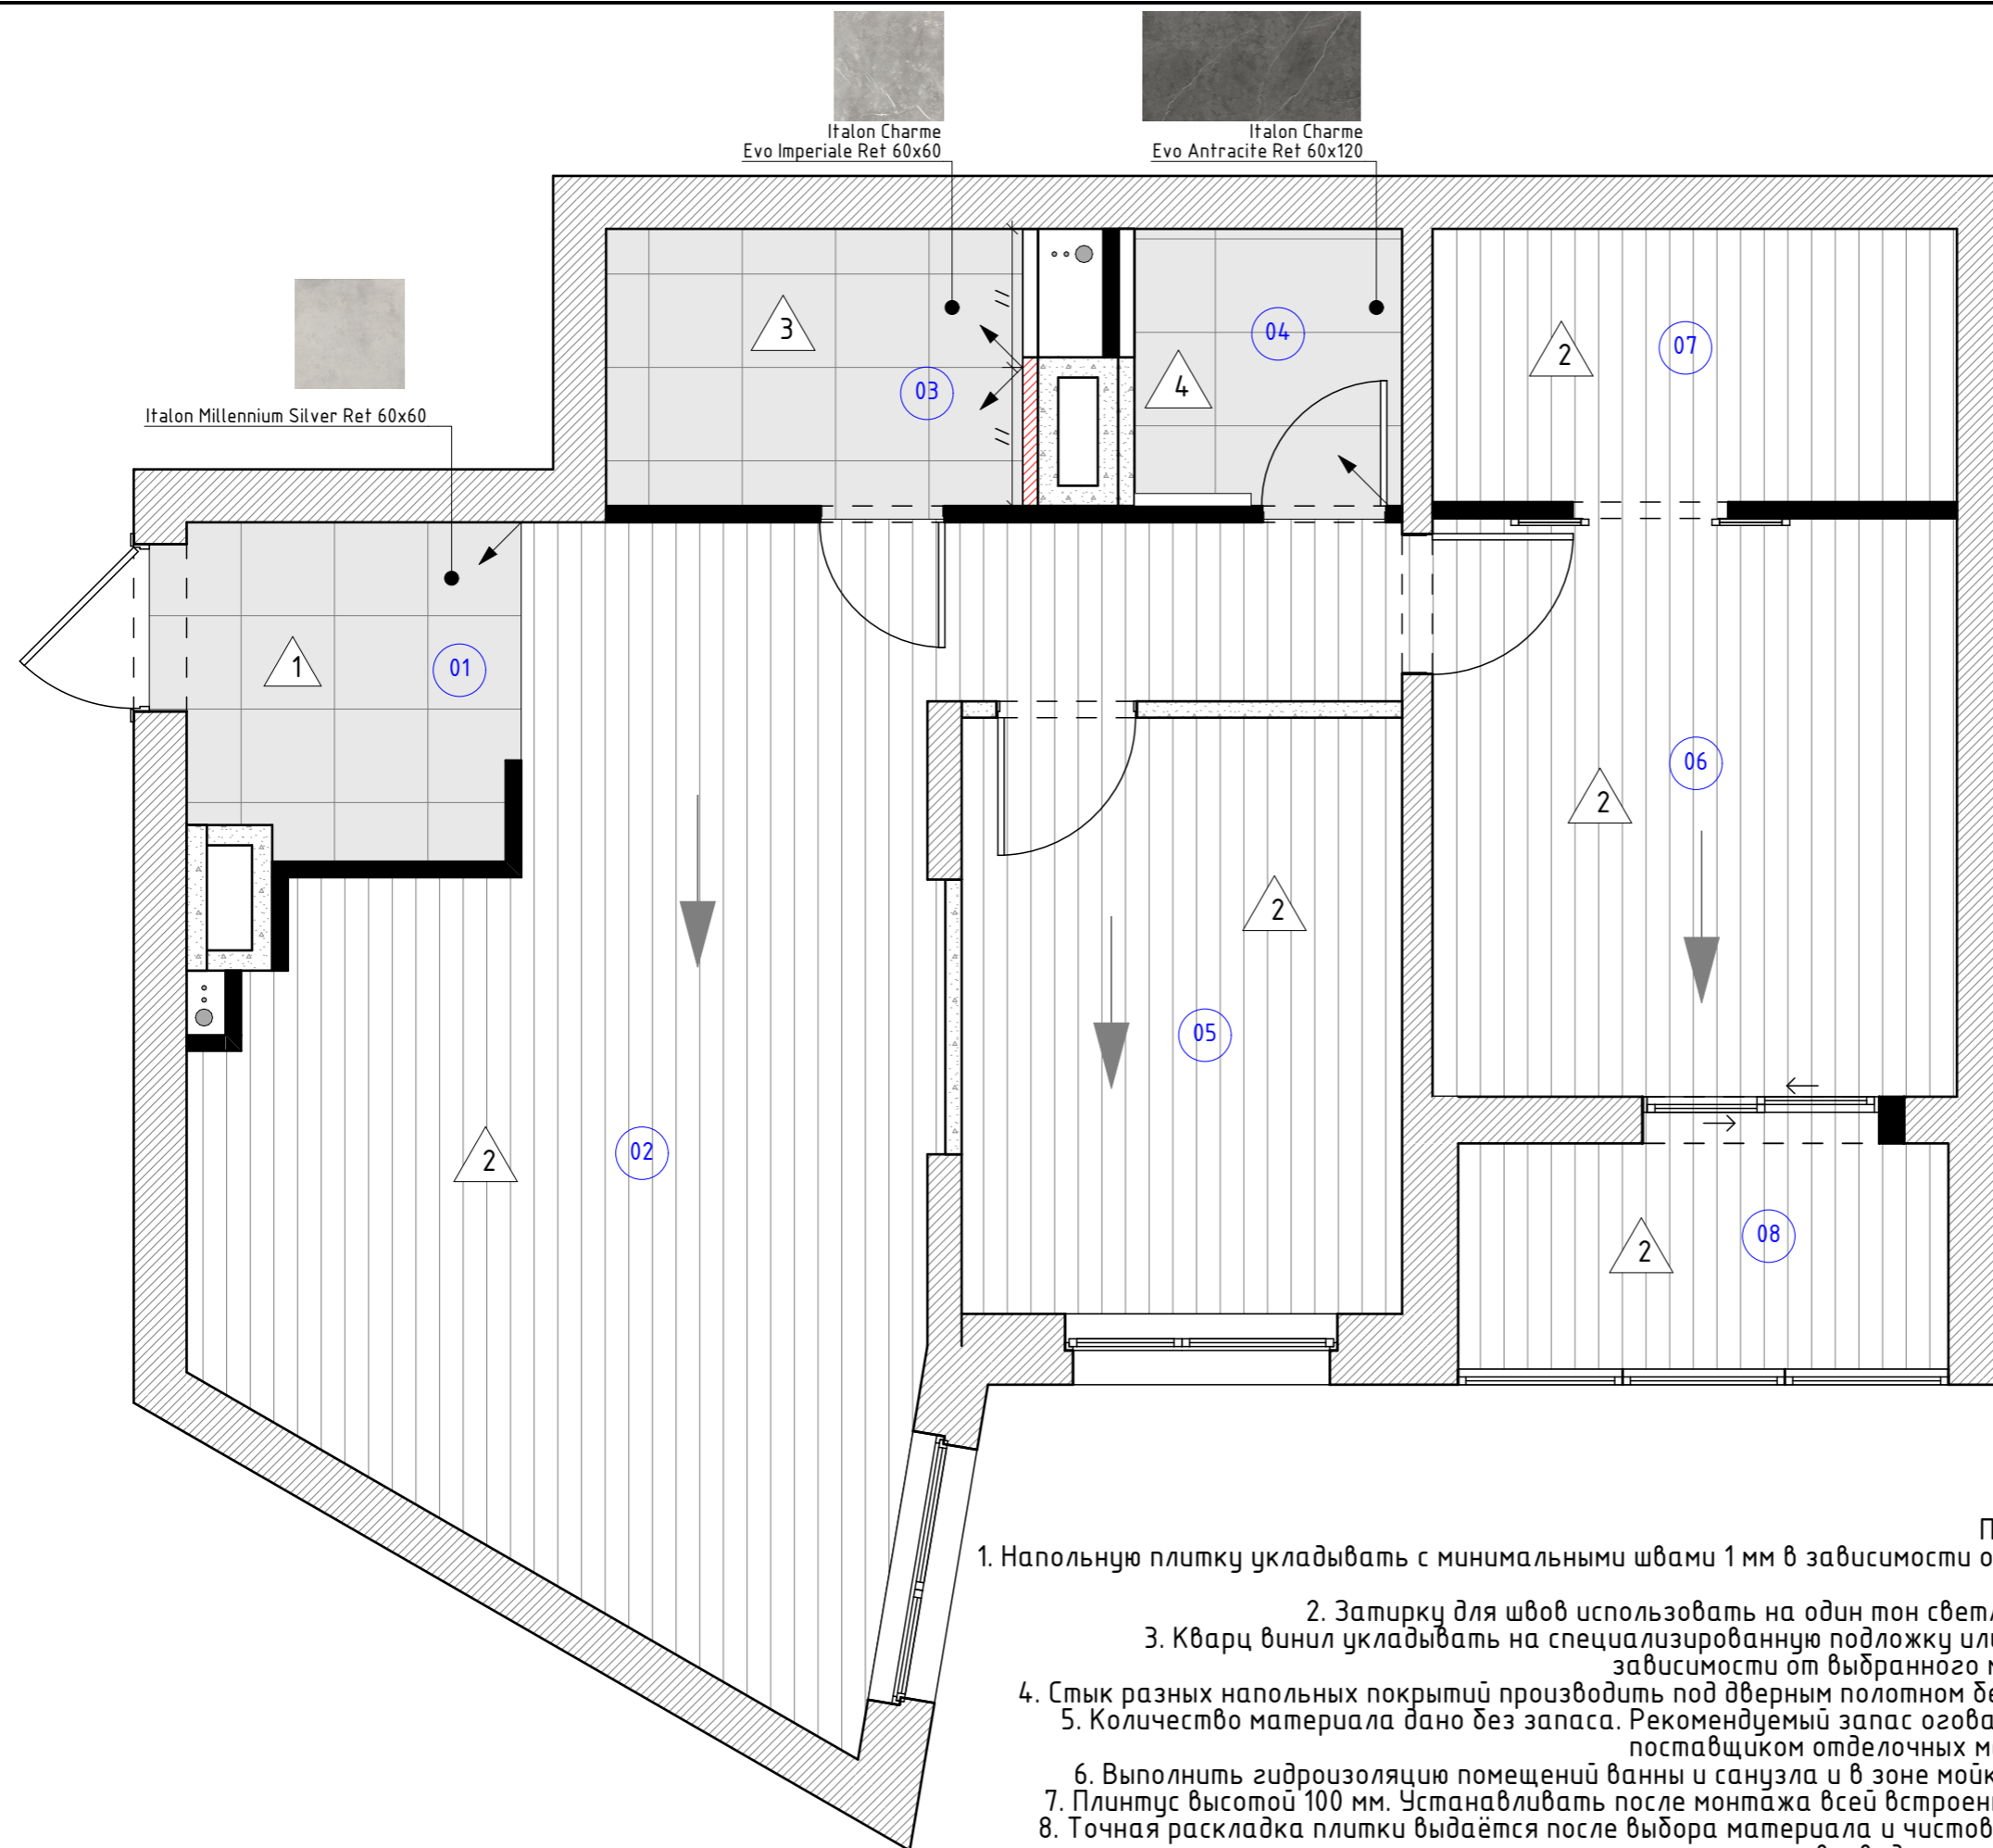 Italon Charme
Evo Imperiale Ret 60x60
Italon Charme
Evo Antracite Ret 60x120
Italon Millennium Silver Ret 60x60
3
03
04
4
2
07
1
01
2
06
2
05
2
02
2
08
П
1. Напольную плитку укладывать с минимальными швами 1 мм в зависимости о
2. Затирку для швов использовать на один тон свет
3. Кварц винил укладывать на специализированную подложку или
зависимости от выбранного
4. Стык разных напольных покрытий производить под дверным полотном бе
5. Количество материала дано без запаса. Рекомендуемый запас огова
поставщиком отделочных
6. Выполнить гидроизоляцию помещений ванны и санузла и в зоне мойк
7. Плинтус высотой 100 мм. Устанавливать после монтажа всей встроен
8. Точная раскладка плитки выдаётся после выбора материала и чистов